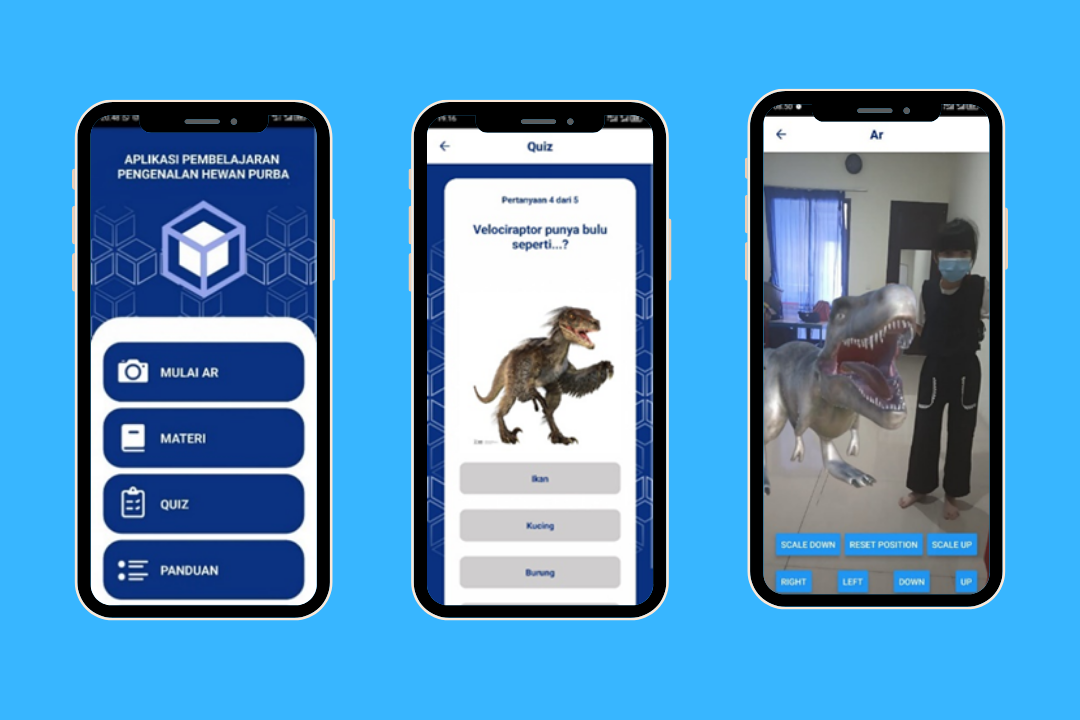 APLIKASI PEMBELAJARAN
PENGENALAN HEWAN PURBA
MULAI AR
MATERI
QUIZ
PANDUAN
Quiz
Pertanyaan 4 dari 5
Velociraptor punya bulu
seperti...?
Ikan
Kucing
Burung
Ar
SCALE DOWN RESET POSITION SCALE UP
RIGHT LEFT DOWN UP